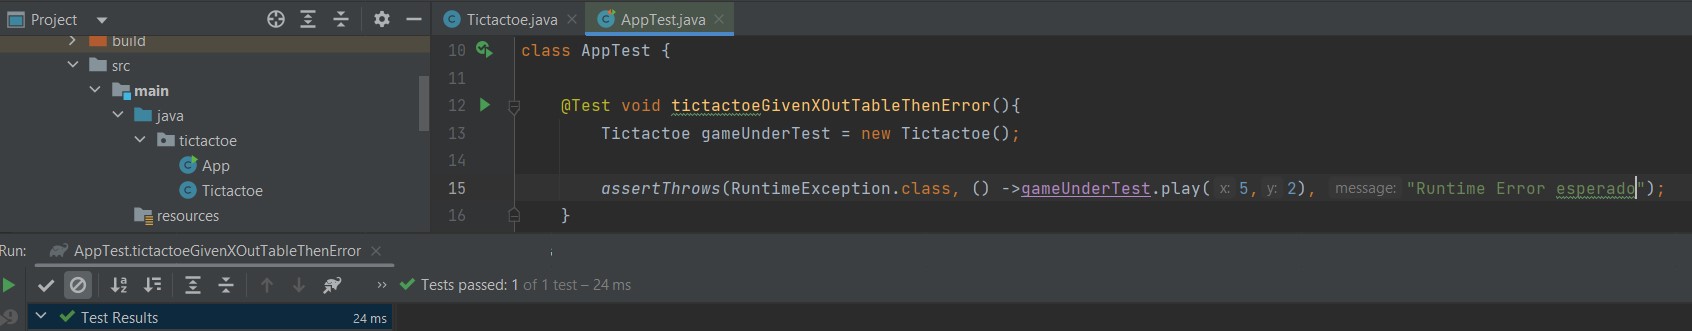 Project
Tictactoe.java
AppTest.java
build
src
main
java
tictactoe
App
Tictactoe
resources
10 class AppTest {
11
12 @Test void tictactoeGivenXOutTableThenError(){
13 Tictactoe gameUnderTest = new Tictactoe();
14
15 assertThrows(RuntimeException.class, () ->gameUnderTest.play( x: 5, y: 2), message: "Runtime Error esperado");
16 }
Run: AppTest.tictactoeGivenXOutTableThenError
Tests passed: 1 of 1 test – 24 ms
Test Results 24 ms